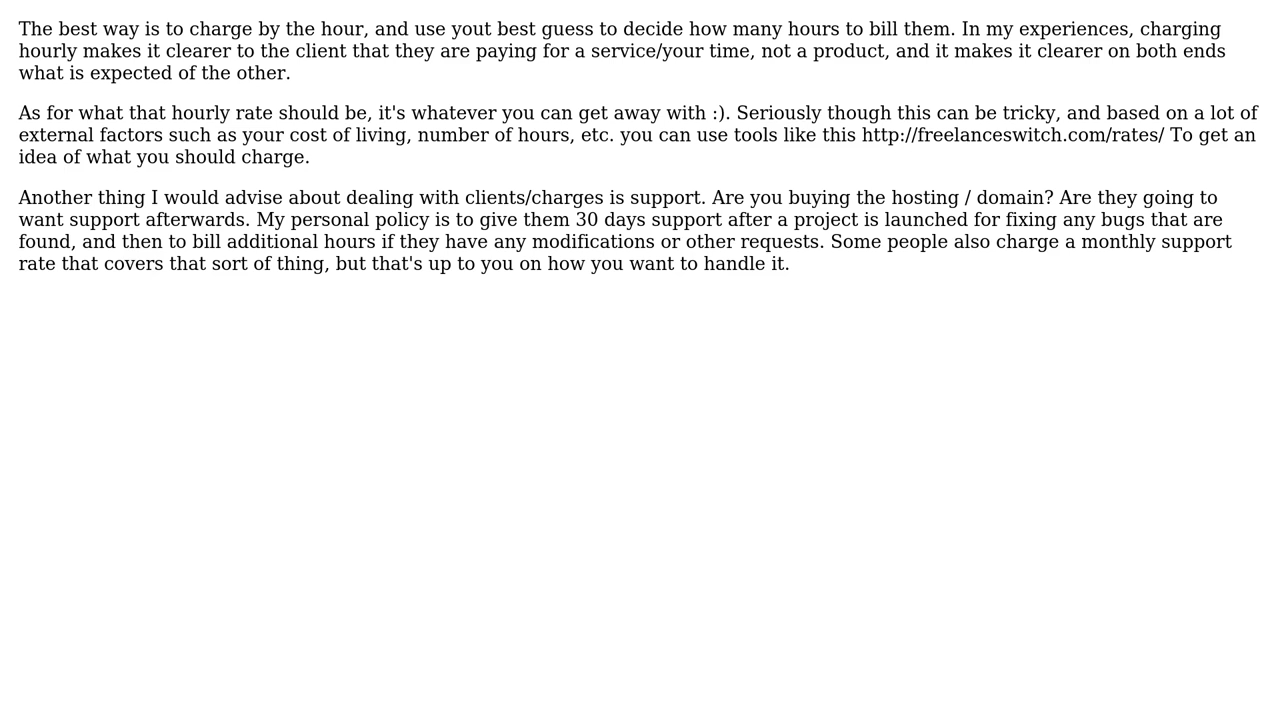 The best way is to charge by the hour, and use yout best guess to decide how many hours to bill them. In my experiences, charging
hourly makes it clearer to the client that they are paying for a service/your time, not a product, and it makes it clearer on both ends
what is expected of the other.
As for what that hourly rate should be, it's whatever you can get away with :). Seriously though this can be tricky, and based on a lot of
external factors such as your cost of living, number of hours, etc. you can use tools like this http://freelanceswitch.com/rates/ To get an
idea of what you should charge.
Another thing I would advise about dealing with clients/charges is support. Are you buying the hosting / domain? Are they going to
want support afterwards. My personal policy is to give them 30 days support after a project is launched for fixing any bugs that are
found, and then to bill additional hours if they have any modifications or other requests. Some people also charge a monthly support
rate that covers that sort of thing, but that's up to you on how you want to handle it.